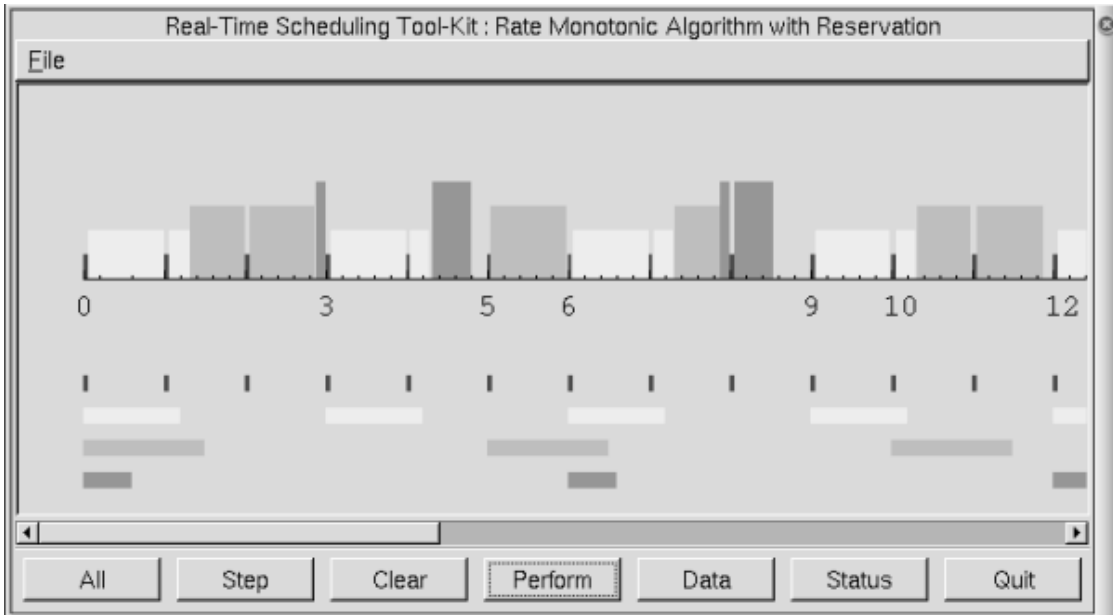 Real-Time Scheduling Tool-Kit : Rate Monotonic Algorithm with Reservation
File
0 3 5 6 9 10 12
All Step Clear Perform Data Status Quit